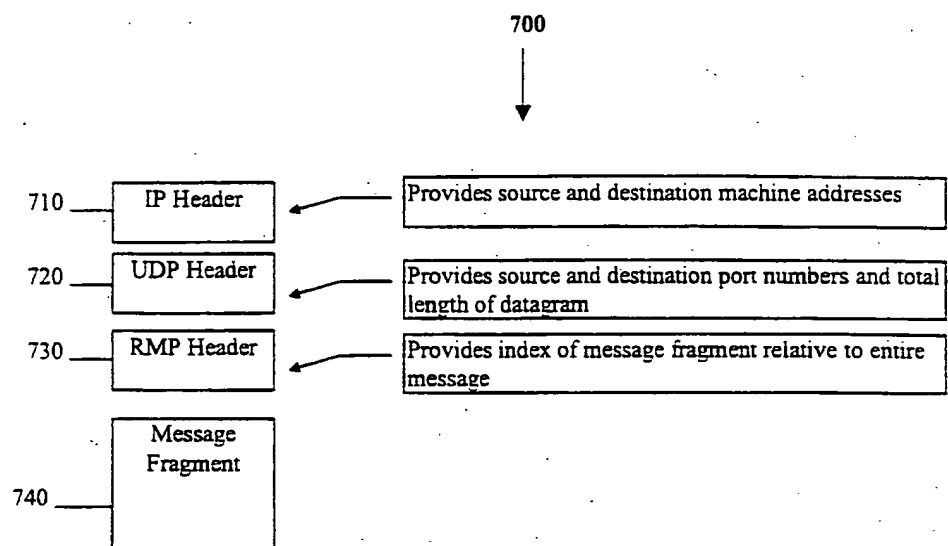 700
710
IP Header
Provides source and destination machine addresses
720
UDP Header
Provides source and destination port numbers and total
length of datagram
730
RMP Header
Provides index of message fragment relative to entire
message
Message
Fragment
740